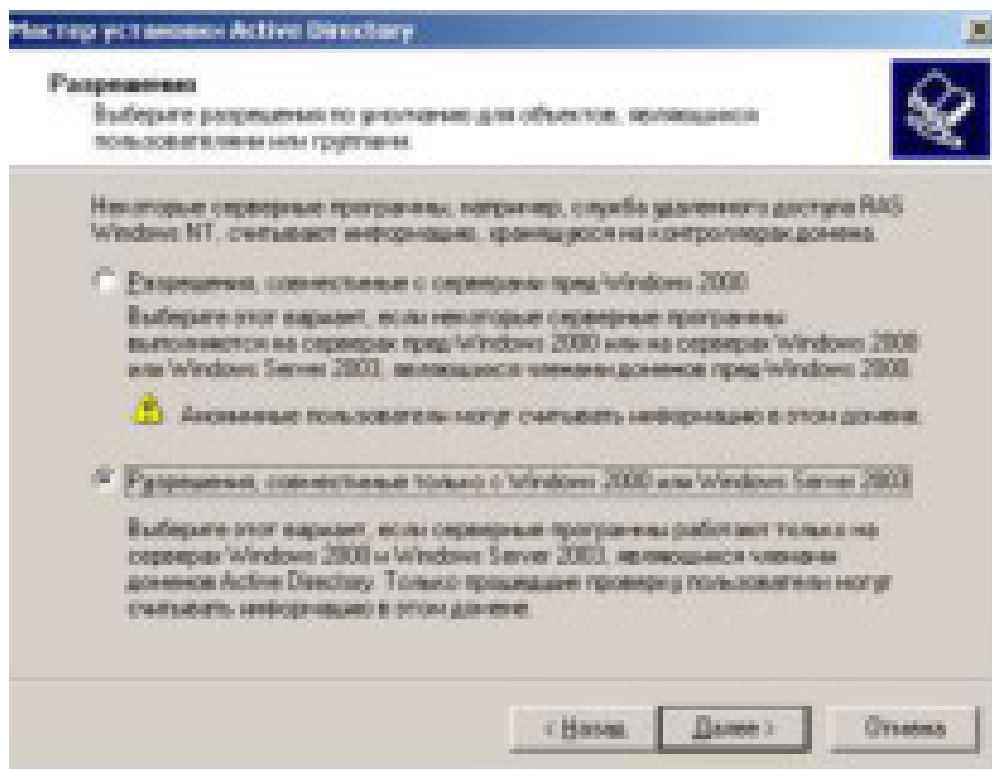 Мастер установки Active Directory
Разрешения
Выберите разрешения по умолчанию для объектов, являющихся
пользователями или группами
Некоторые серверные программы, например, служба удаленного доступа RAS
Windows NT, считывают информацию, хранящуюся на контроллерах домена.
Разрешения, совместимые с серверами пред-Windows 2000
Выберите этот вариант, если некоторые серверные программы
выполняются на серверах пред-Windows 2000 или на серверах Windows 2000
или Windows Server 2003, являющихся членами доменов пред-Windows 2000.
Анонимные пользователи могут считывать информацию в этом домене.
Разрешения, совместимые только с Windows 2000 или Windows Server 2003
Выберите этот вариант, если серверные программы работают только на
серверах Windows 2000 и Windows Server 2003, являющихся членами
доменов Active Directory. Только прошедшие проверку пользователи могут
считывать информацию в этом домене.
< Назад
Далее >
Отмена